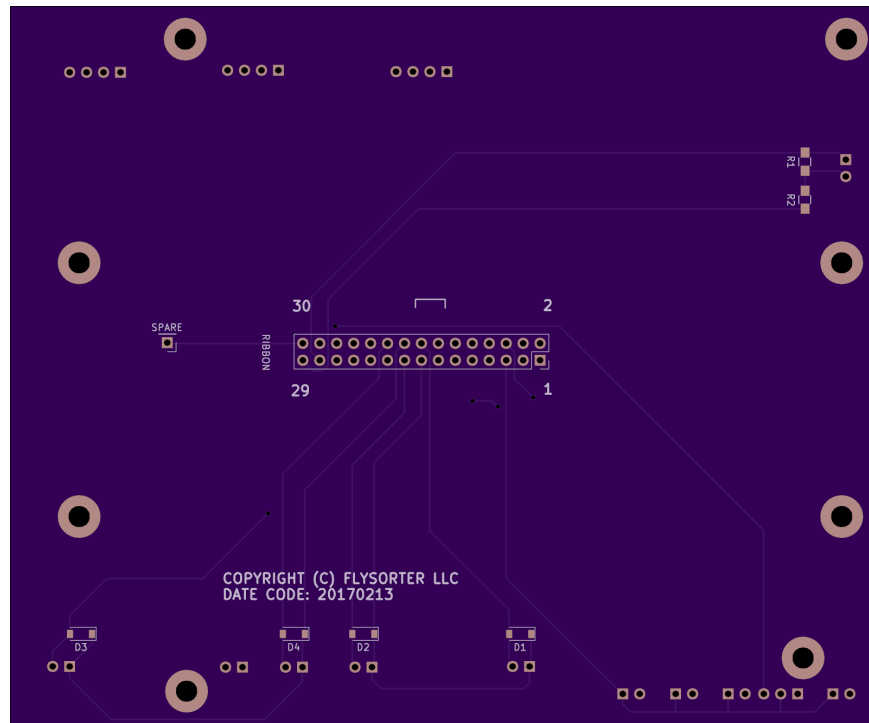 R1
R2
30
2
SPARE
RIBBON
29
1
COPYRIGHT (C) FLYSORTER LLC
DATE CODE: 20170213
D3
D4
D2
D1